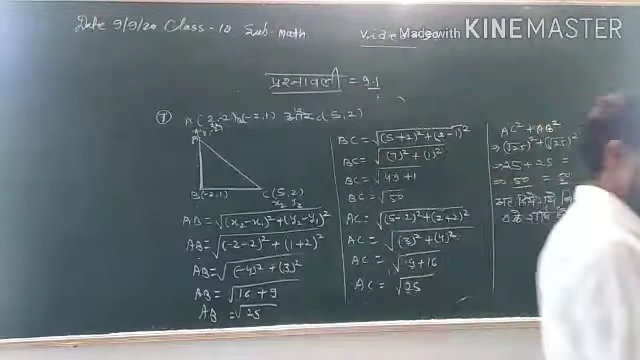 Date 9/9/20 Class-10 Sub-Math
Made with KINEMASTER
प्रश्नावली = 9.1
A(2,-2) B(-2,1) और C(5,2)
A
B(-2,1) C(5,2)
x₂ y₂
AB=√(x₂-x₁)²+(y₂-y₁)²
AB=√(-2-2)²+(1+2)²
AB=√(-4)²+(3)²
AB=√16+9
AB=√25
BC=√(5+2)²+(2-1)²
BC=√(7)²+(1)²
BC=√49+1
BC=√50
AC=√(5-2)²+(2+2)²
AC=√(3)²+(4)²
AC=√9+16
AC=√25
AC²+AB²
⇒(√25)²+(√25)²
⇒25+25=
⇒50=50